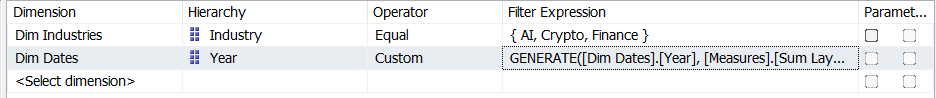 Dimension Hierarchy Operator Filter Expression Paramet...
Dim Industries Industry Equal { AI, Crypto, Finance }
Dim Dates Year Custom GENERATE([Dim Dates].[Year], [Measures].[Sum Lay...
<Select dimension>